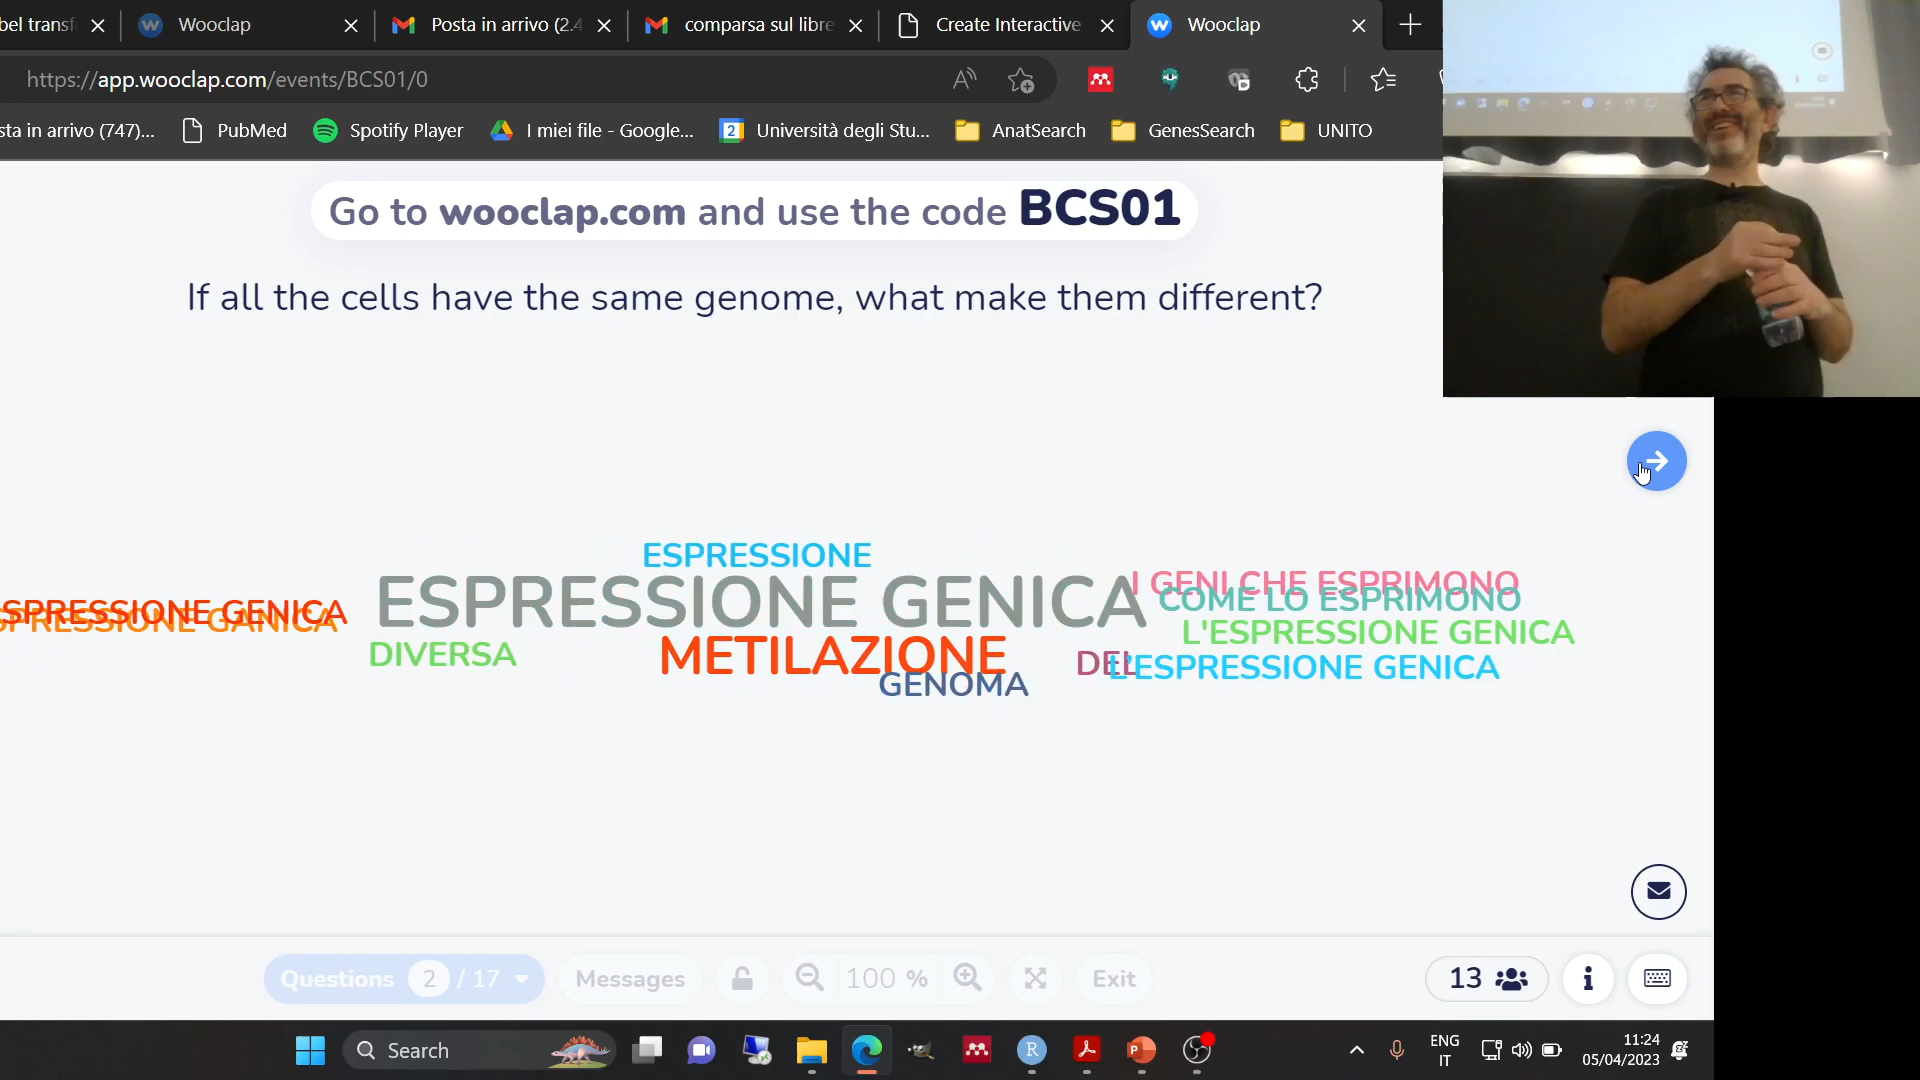 bel transf
Wooclap
Posta in arrivo (2.4
comparsa sul libre
Create Interactive
Wooclap
https://app.wooclap.com/events/BCS01/0
sta in arrivo (747)...
PubMed
Spotify Player
I miei file - Google...
2
Università degli Stu...
AnatSearch
GenesSearch
UNITO
Go to wooclap.com and use the code BCS01
If all the cells have the same genome, what make them different?
ESPRESSIONE
ESPRESSIONE GENICA
I GENI CHE ESPRIMONO
COME LO ESPRIMONO
SPRESSIONE GENICA
SPRESSIONE GANICA
L'ESPRESSIONE GENICA
DIVERSA
METILAZIONE
DEL
L'ESPRESSIONE GENICA
GENOMA
Questions 2 / 17
Messages
100 %
Exit
13
Search
ENG
IT
11:24
05/04/2023